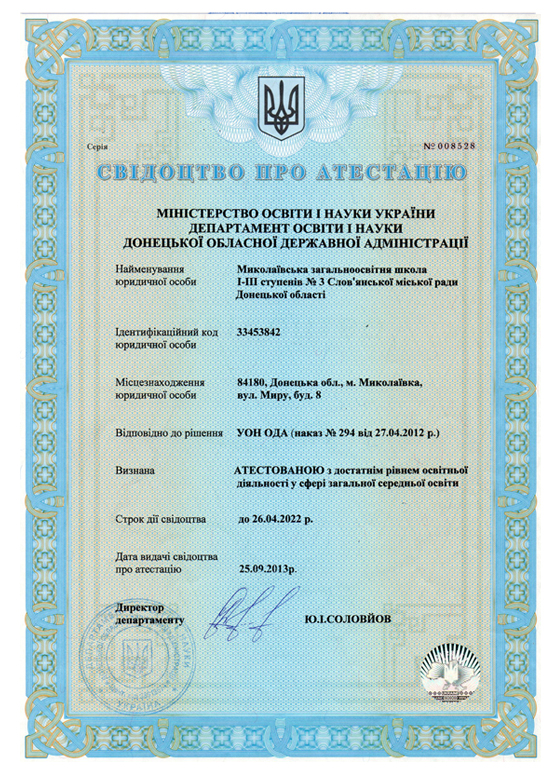 Серія
№ 008528
СВІДОЦТВО ПРО АТЕСТАЦІЮ
МІНІСТЕРСТВО ОСВІТИ І НАУКИ УКРАЇНИ
ДЕПАРТАМЕНТ ОСВІТИ І НАУКИ
ДОНЕЦЬКОЇ ОБЛАСНОЇ ДЕРЖАВНОЇ АДМІНІСТРАЦІЇ
Найменування Миколаївська загальноосвітня школа
юридичної особи І-ІІІ ступенів № 3 Слов'янської міської ради
Донецької області
Ідентифікаційний код 33453842
юридичної особи
Місцезнаходження 84180, Донецька обл., м. Миколаївка,
юридичної особи вул. Миру, буд. 8
Відповідно до рішення УОН ОДА (наказ № 294 від 27.04.2012 р.)
Визнана АТЕСТОВАНОЮ з достатнім рівнем освітньої
діяльності у сфері загальної середньої освіти
Строк дії свідоцтва до 26.04.2022 р.
Дата видачі свідоцтва
про атестацію 25.09.2013р.
Директор
департаменту Ю.І.СОЛОВЙОВ
УКРАЇНА